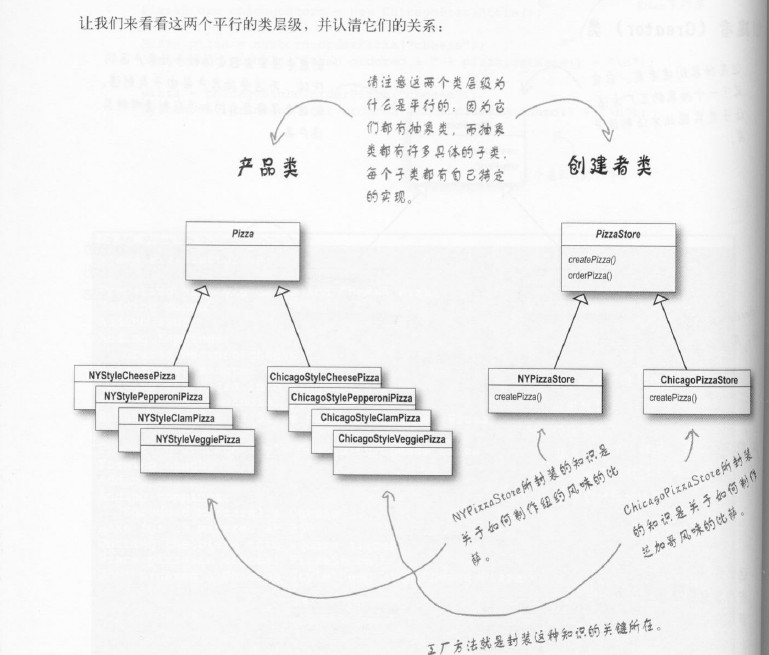 让我们来看看这两个平行的类层级，并认请它们的关系：
请注意这两个类层级为
什么是平行的：因为它
们都有抽象类，而抽象
类都有许多具体的子类，
每个子类都有自己特定
的实现。
产品类
创建者类
Pizza
PizzaStore
createPizza()
orderPizza()
NYStyleCheesePizza
NYStylePepperoniPizza
NYStyleClamPizza
NYStyleVeggiePizza
ChicagoStyleCheesePizza
ChicagoStylePepperoniPizza
ChicagoStyleClamPizza
ChicagoStyleVeggiePizza
NYPizzaStore
createPizza()
ChicagoPizzaStore
createPizza()
NYPizzaStore所封装的知识是
关于如何制作纽约风味的比
萨。
ChicagoPizzaStore所封装
的知识是关于如何制作
芝加哥风味的比萨。
工厂方法就是封装这种知识的关键所在。